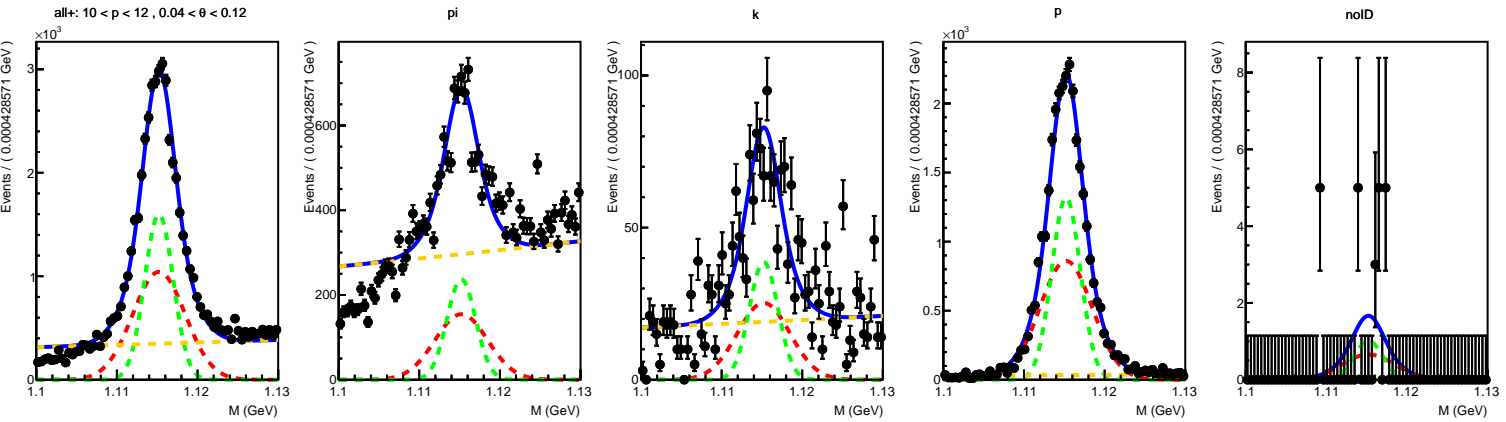 all+: 10 < p < 12 , 0.04 < θ < 0.12
×10³
Events / ( 0.000428571 GeV )
3
2
1
0
1.1 1.11 1.12 1.13
M (GeV)
pi
Events / ( 0.000428571 GeV )
600
400
200
0
1.1 1.11 1.12 1.13
M (GeV)
k
Events / ( 0.000428571 GeV )
100
50
0
1.1 1.11 1.12 1.13
M (GeV)
p
×10³
Events / ( 0.000428571 GeV )
2
1.5
1
0.5
0
1.1 1.11 1.12 1.13
M (GeV)
noID
Events / ( 0.000428571 GeV )
8
6
4
2
0
1.1 1.11 1.12 1.13
M (GeV)